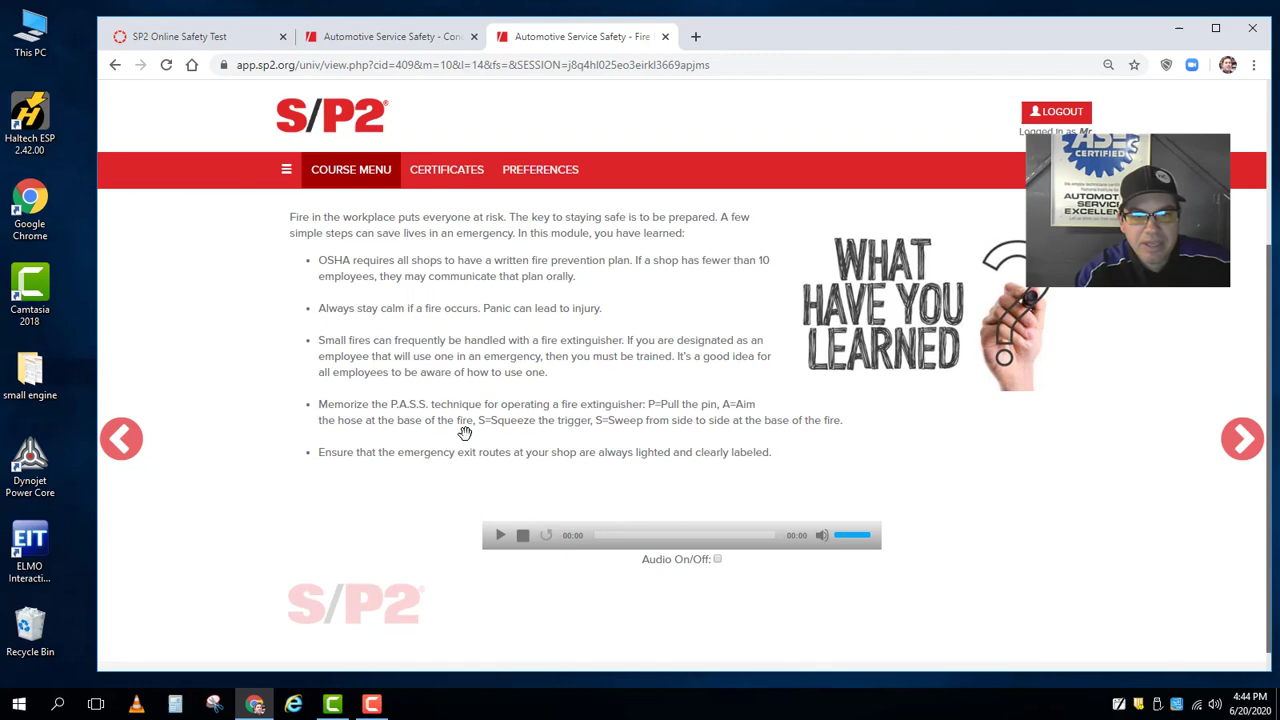 This PC
Haltech ESP
2.42.00
Google
Chrome
Camtasia
2018
small engine
Dynojet
Power Core
EIT
ELMO
Interacti...
Recycle Bin
SP2 Online Safety Test
Automotive Service Safety - Con
Automotive Service Safety - Fire
app.sp2.org/univ/view.php?cid=409&m=10&l=14&fs=&SESSION=j8q4hl025eo3eirkl3669apjms
S/P2®
LOGOUT
Logged in as Mr
COURSE MENU
CERTIFICATES
PREFERENCES
ASE
CERTIFIED
AUTOMO
SERVICE
EXCELLEN
Fire in the workplace puts everyone at risk. The key to staying safe is to be prepared. A few
simple steps can save lives in an emergency. In this module, you have learned:
• OSHA requires all shops to have a written fire prevention plan. If a shop has fewer than 10
employees, they may communicate that plan orally.
• Always stay calm if a fire occurs. Panic can lead to injury.
• Small fires can frequently be handled with a fire extinguisher. If you are designated as an
employee that will use one in an emergency, then you must be trained. It's a good idea for
all employees to be aware of how to use one.
• Memorize the P.A.S.S. technique for operating a fire extinguisher: P=Pull the pin, A=Aim
the hose at the base of the fire, S=Squeeze the trigger, S=Sweep from side to side at the base of the fire.
• Ensure that the emergency exit routes at your shop are always lighted and clearly labeled.
WHAT
HAVE YOU
LEARNED
?
00:00
00:00
Audio On/Off:
S/P2®
4:44 PM
6/20/2020